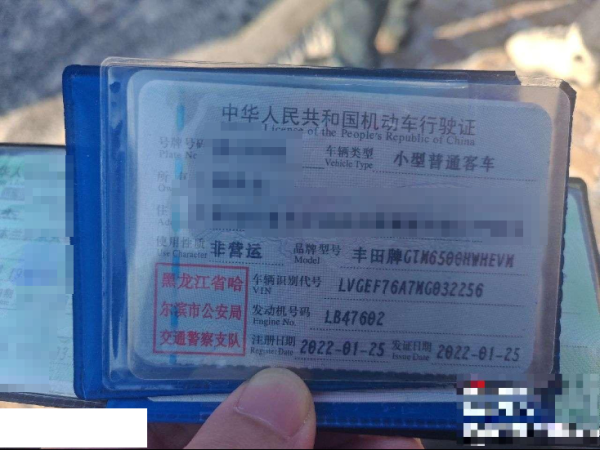 中华人民共和国机动车行驶证
License of the People's Republic of China
号牌号码
Plate No
车辆类型
Vehicle Type
小型普通客车
使用性质
Use Character
非营运
品牌型号
Model
丰田牌GTM6500HWHEVM
黑龙江省哈
尔滨市公安局
交通警察支队
车辆识别代号
VIN
LVGEF76A7MG032256
发动机号码
Engine No.
LB47602
注册日期
Register Date
2022-01-25
发证日期
Issue Date
2022-01-25